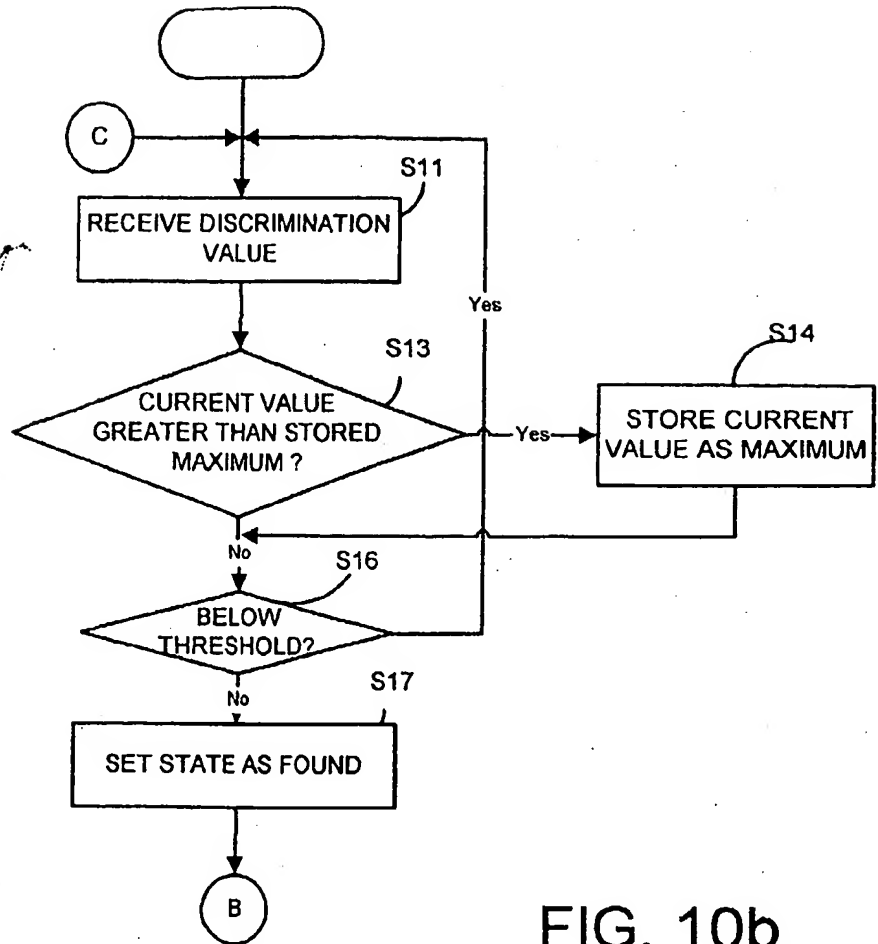 C
S11
RECEIVE DISCRIMINATION
VALUE
Yes
S13
CURRENT VALUE
GREATER THAN STORED
MAXIMUM ?
Yes
S14
STORE CURRENT
VALUE AS MAXIMUM
No
S16
BELOW
THRESHOLD?
No
S17
SET STATE AS FOUND
B
FIG. 10b